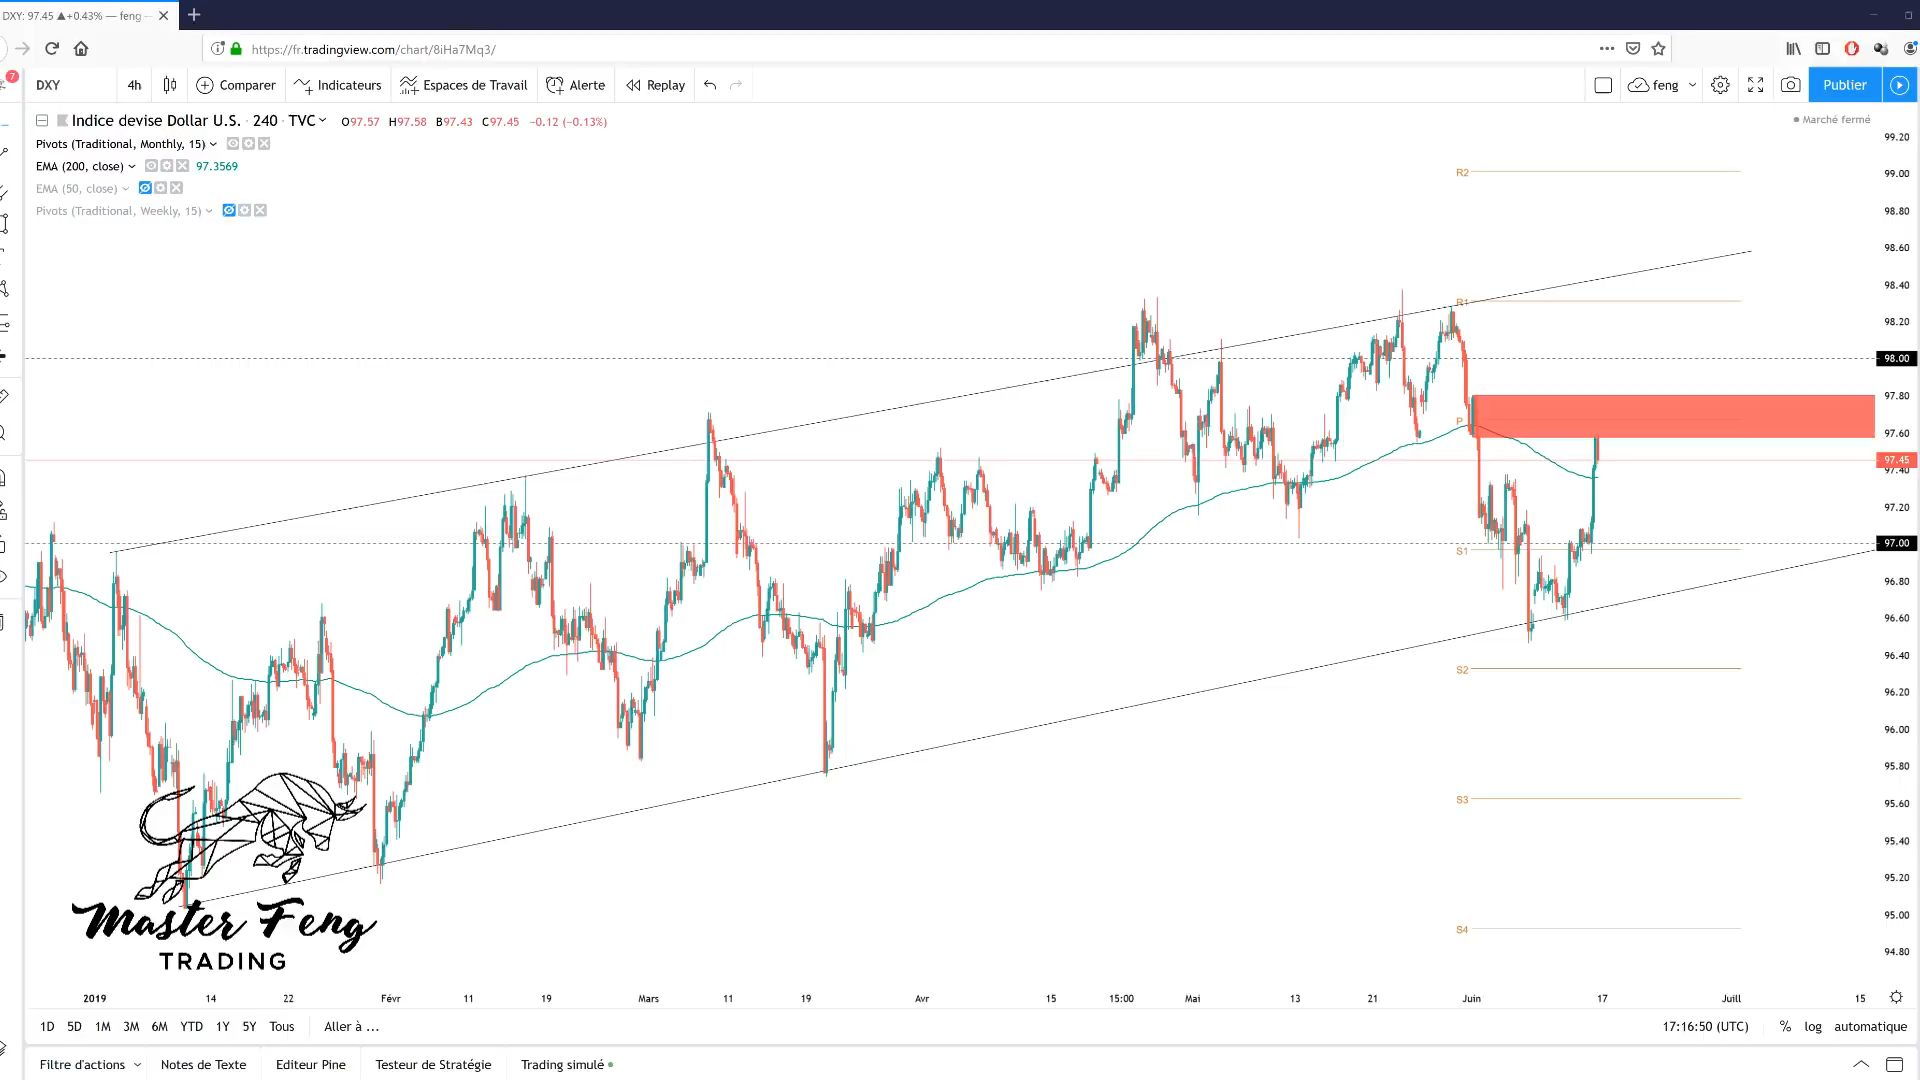 DXY: 97.45 ▲+0.43% — feng
https://fr.tradingview.com/chart/8iHa7Mq3/
7
DXY 4h Comparer Indicateurs Espaces de Travail Alerte Replay feng Publier
Indice devise Dollar U.S. · 240 · TVC O97.57 H97.58 B97.43 C97.45 −0.12 (−0.13%)
Marché fermé
Pivots (Traditional, Monthly, 15)
EMA (200, close) 97.3569
EMA (50, close)
Pivots (Traditional, Weekly, 15)
99.20
R2
99.00
98.80
98.60
98.40
R1
98.20
98.00
97.80
P
97.60
97.45
97.40
97.20
97.00
S1
96.80
96.60
S2
96.40
96.20
96.00
95.80
S3
95.60
95.40
95.20
95.00
S4
94.80
Master Feng
TRADING
2019 14 22 Févr 11 19 Mars 11 19 Avr 15 15:00 Mai 13 21 Juin 17 Juill 15
1D 5D 1M 3M 6M YTD 1Y 5Y Tous Aller à ... 17:16:50 (UTC) % log automatique
Filtre d'actions Notes de Texte Editeur Pine Testeur de Stratégie Trading simulé